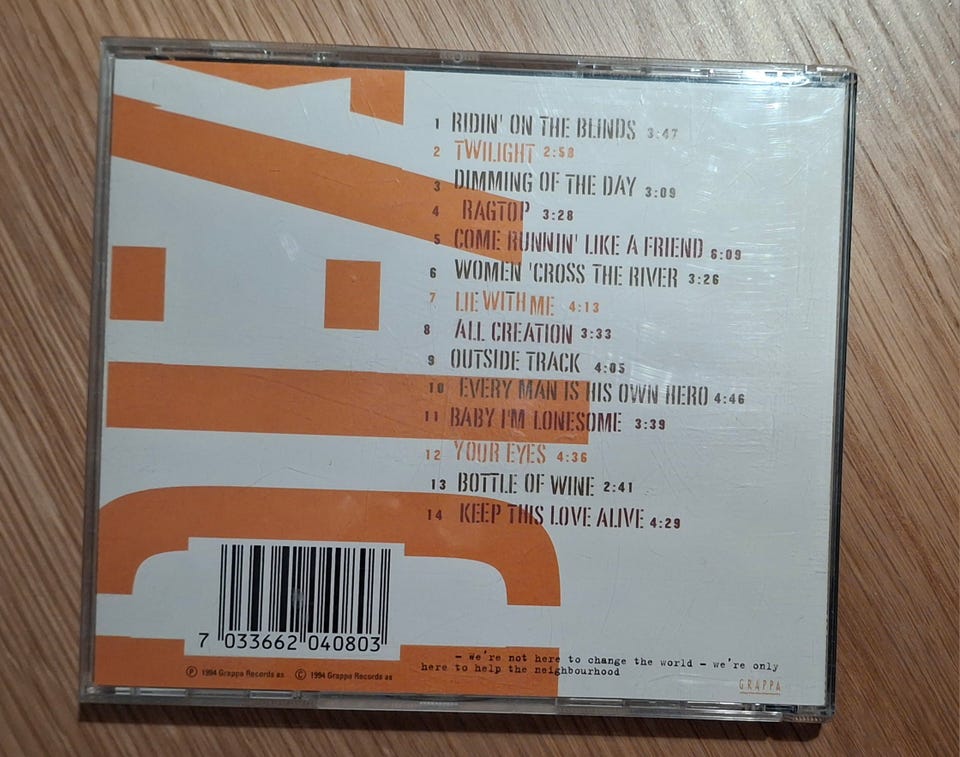 1 RIDIN' ON THE BLINDS 3:47
2 TWILIGHT 2:58
3 DIMMING OF THE DAY 3:09
4 RAGTOP 3:28
5 COME RUNNIN' LIKE A FRIEND 6:09
6 WOMEN 'CROSS THE RIVER 3:26
7 LIE WITH ME 4:13
8 ALL CREATION 3:33
9 OUTSIDE TRACK 4:05
10 EVERY MAN IS HIS OWN HERO 4:46
11 BABY I'M LONESOME 3:39
12 YOUR EYES 4:36
13 BOTTLE OF WINE 2:41
14 KEEP THIS LOVE ALIVE 4:29
7 033662 040803
– we're not here to change the world – we're only
here to help the neighbourhood
Ⓟ 1994 Grappa Records as © 1994 Grappa Records as
GRAPPA